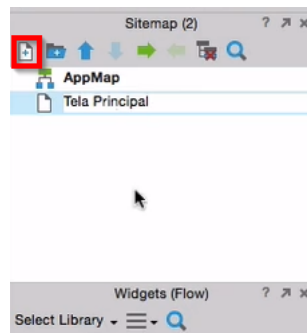 Sitemap (2)
AppMap
Tela Principal
Widgets (Flow)
Select Library